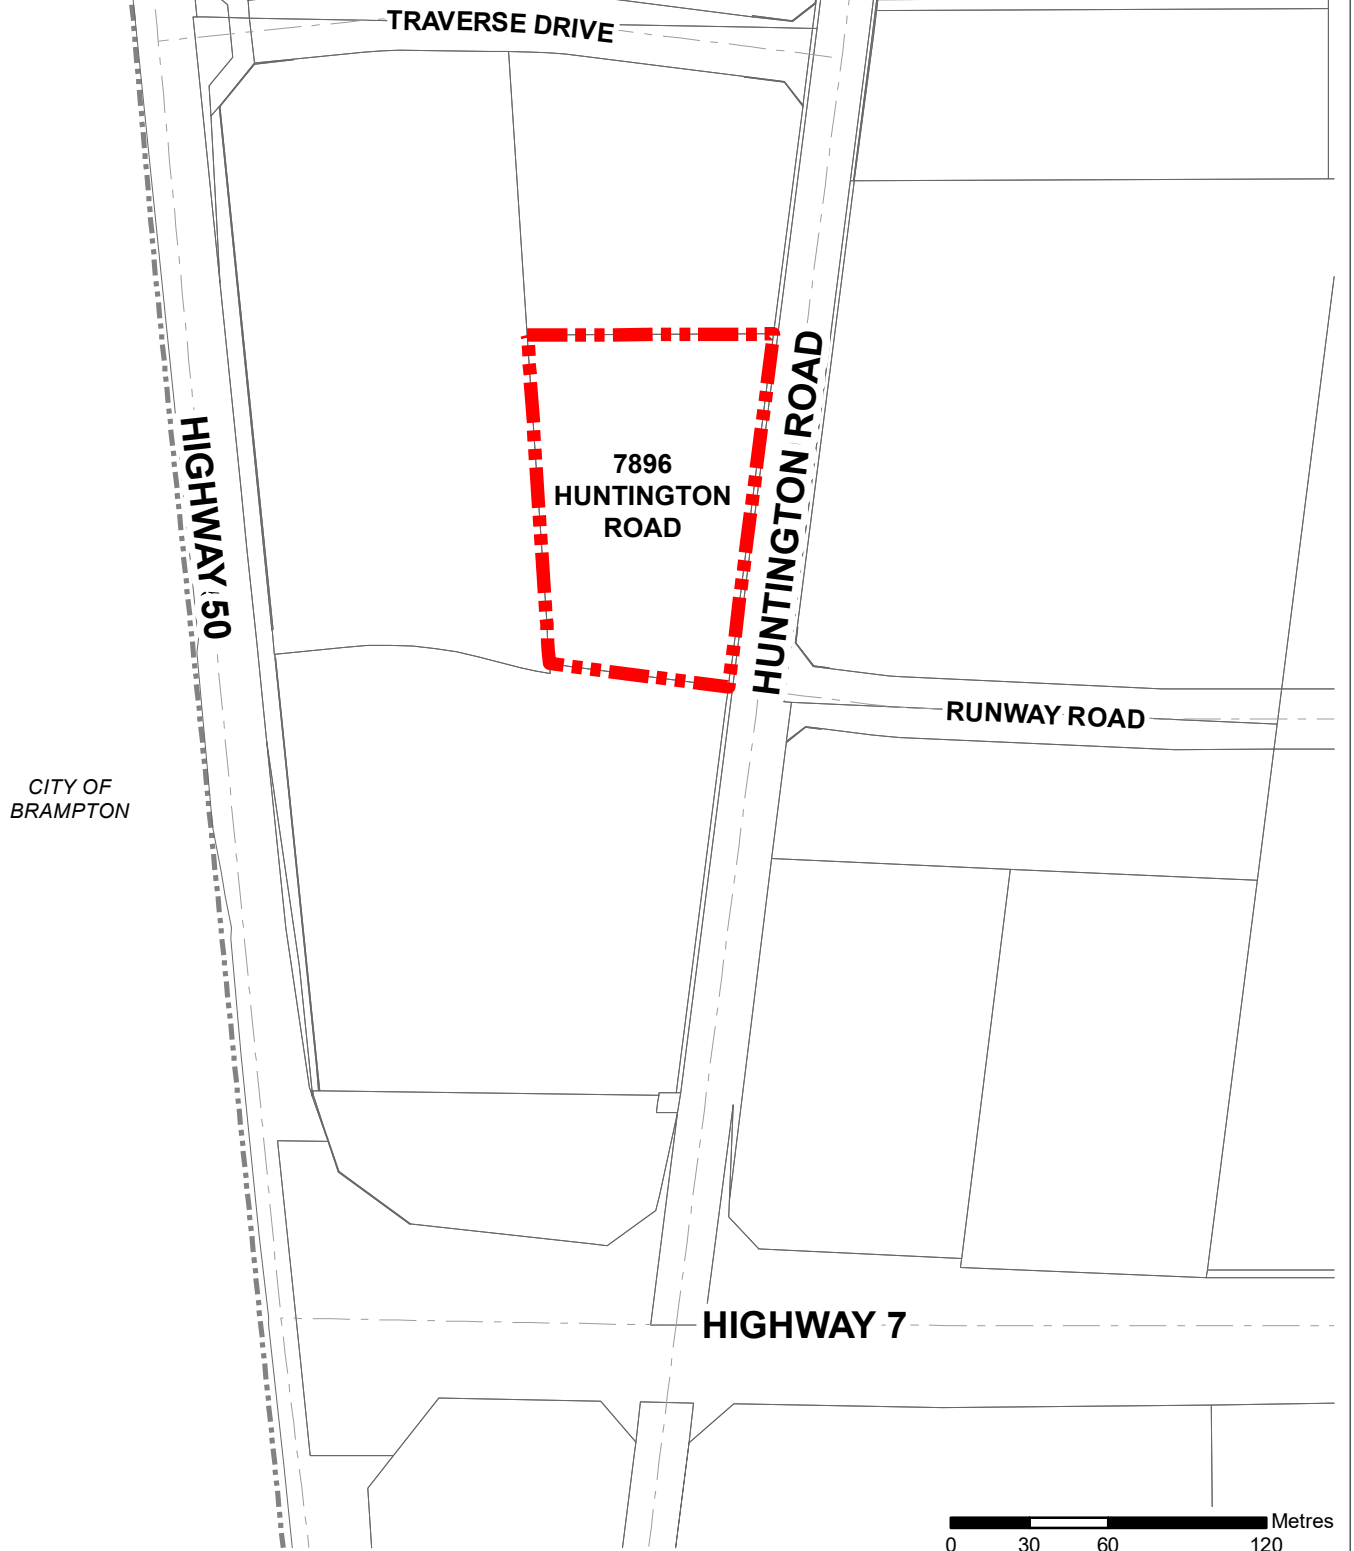 TRAVERSE DRIVE
HIGHWAY 50
7896
HUNTINGTON
ROAD
HUNTINGTON ROAD
RUNWAY ROAD
CITY OF
BRAMPTON
HIGHWAY 7
Metres
0 30 60 120